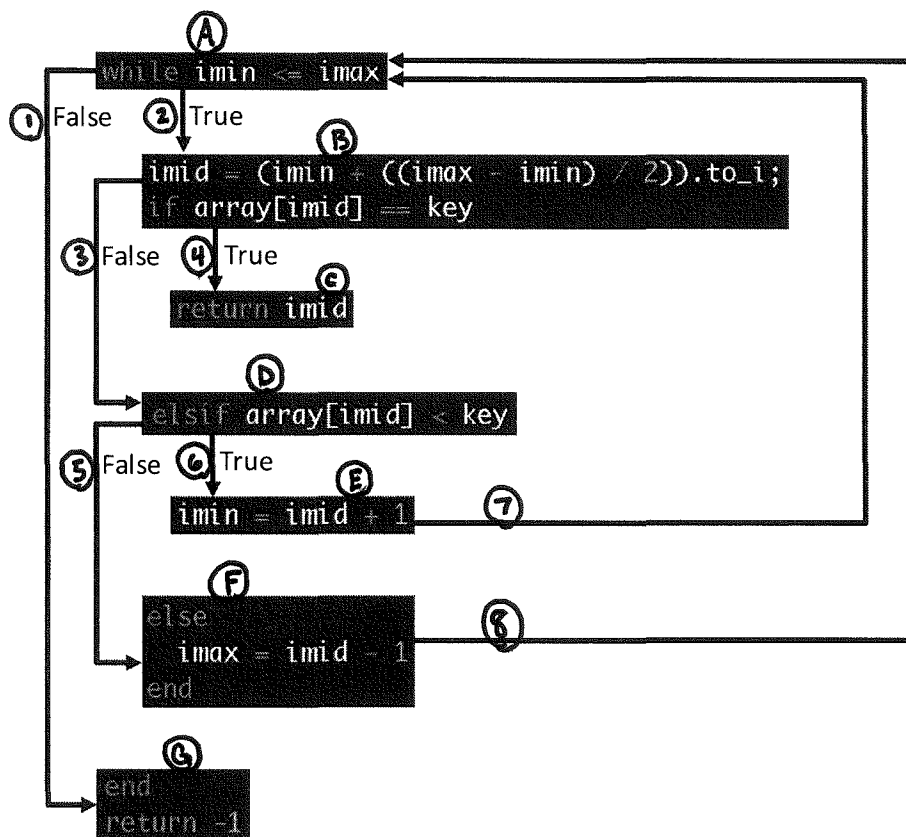 A
while imin <= imax
1 False 2 True
B
imid = (imin + ((imax - imin) / 2)).to_i;
if array[imid] == key
3 False 4 True
C
return imid
D
elsif array[imid] < key
5 False 6 True
E
imin = imid + 1
7
F
else
imax = imid - 1
8
end
G
end
return -1